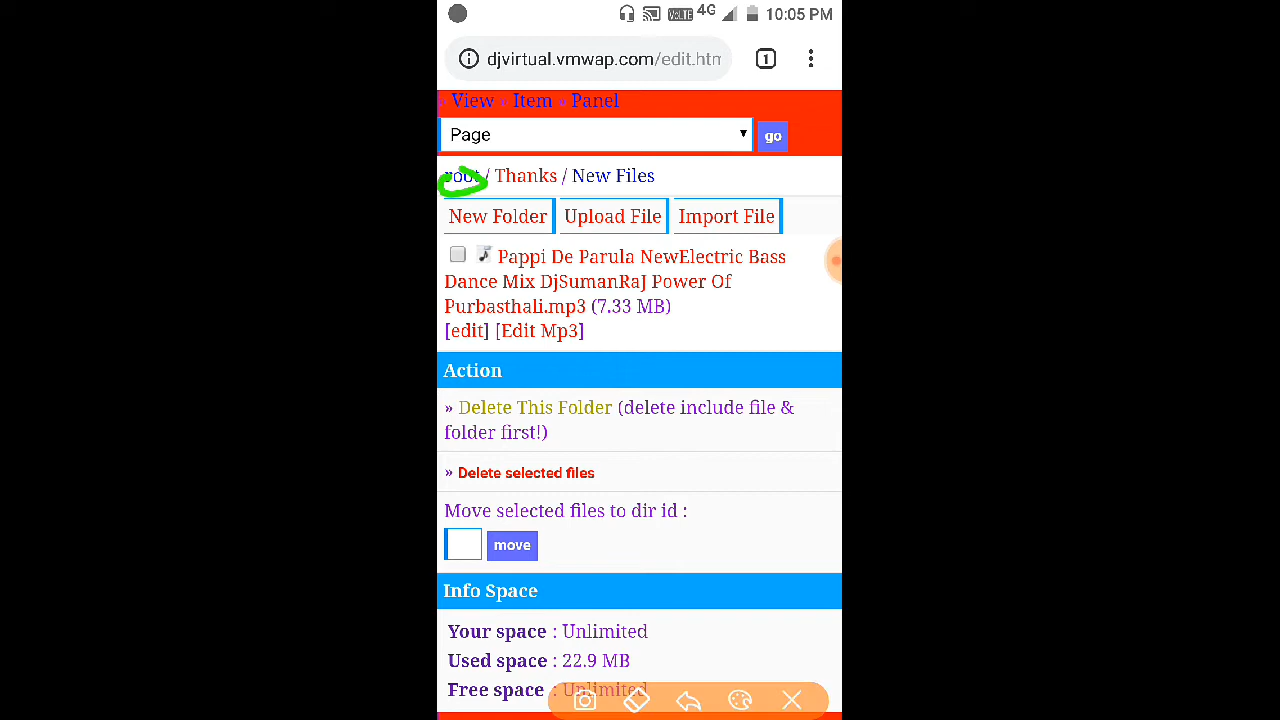 VoLTE 4G 10:05 PM
djvirtual.vmwap.com/edit.htm
» View » Item » Panel
Page go
root / Thanks / New Files
New Folder Upload File Import File
Pappi De Parula NewElectric Bass
Dance Mix DjSumanRaJ Power Of
Purbasthali.mp3 (7.33 MB)
[edit] [Edit Mp3]
Action
» Delete This Folder (delete include file &
folder first!)
» Delete selected files
Move selected files to dir id :
move
Info Space
Your space : Unlimited
Used space : 22.9 MB
Free space : Unlimited